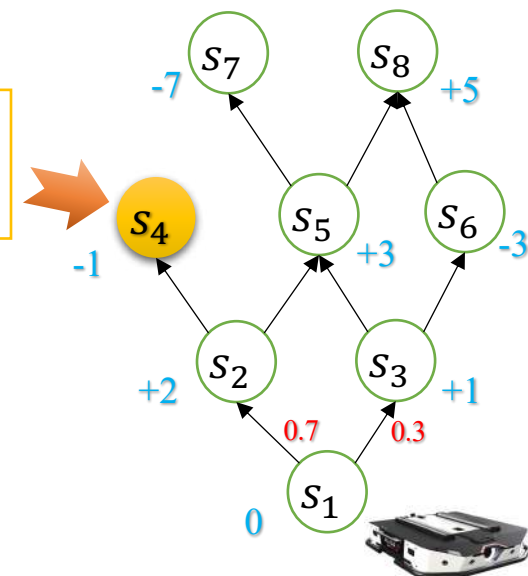 s₇
s₈
-7
+5
s₄
s₅
s₆
-1
+3
-3
s₂
s₃
+2
+1
0.7
0.3
s₁
0